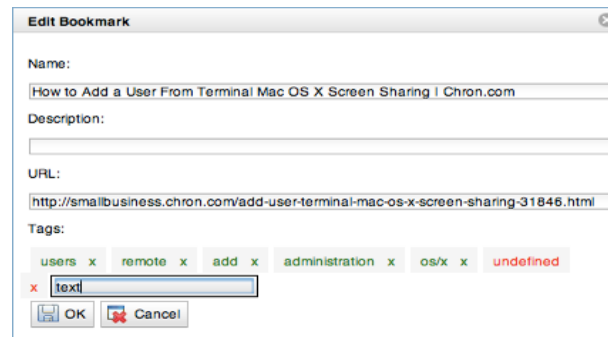 Edit Bookmark
Name:
How to Add a User From Terminal Mac OS X Screen Sharing | Chron.com
Description:
URL:
http://smallbusiness.chron.com/add-user-terminal-mac-os-x-screen-sharing-31846.html
Tags:
users x remote x add x administration x os/x x undefined
x text
OK Cancel